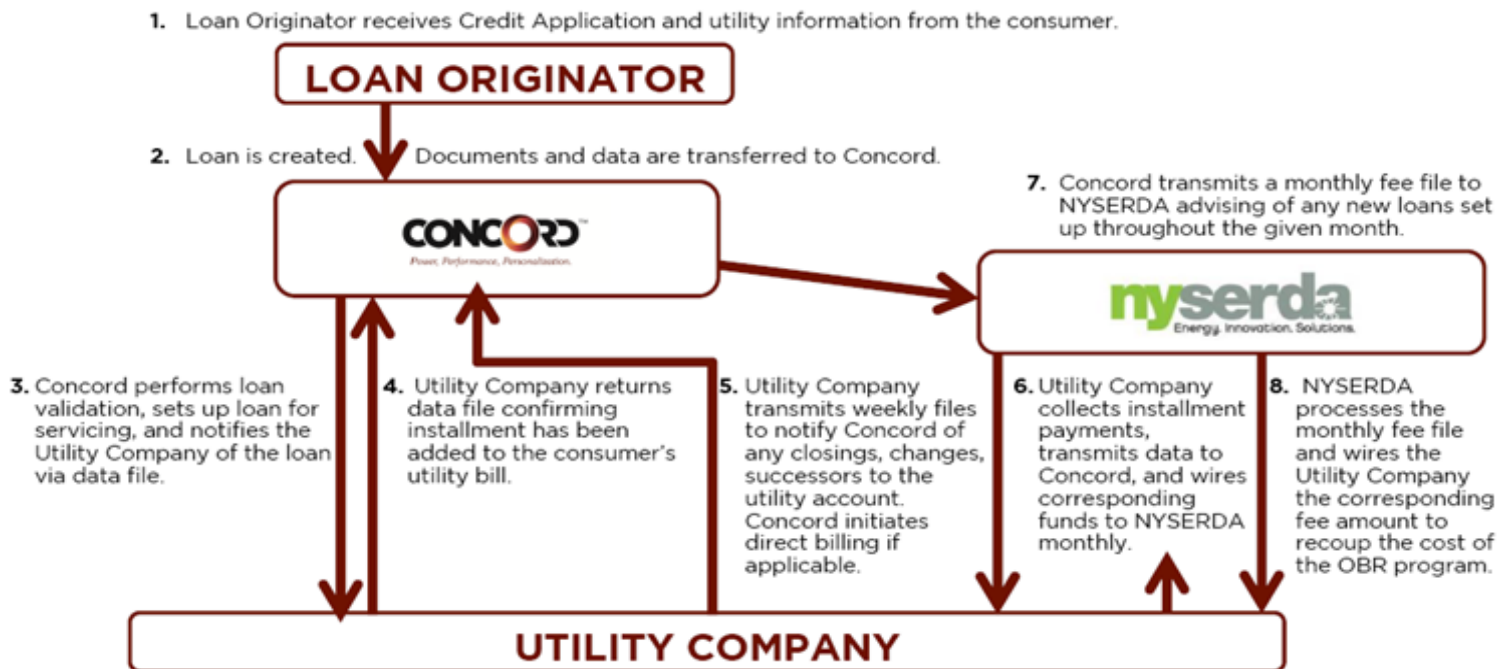 1. Loan Originator receives Credit Application and utility information from the consumer.
LOAN ORIGINATOR
2. Loan is created. Documents and data are transferred to Concord.
CONCORD™
Power, Performance, Personalization.
7. Concord transmits a monthly fee file to
NYSERDA advising of any new loans set
up throughout the given month.
nyserda
Energy. Innovation. Solutions.
3. Concord performs loan
validation, sets up loan for
servicing, and notifies the
Utility Company of the loan
via data file.
4. Utility Company returns
data file confirming
installment has been
added to the consumer's
utility bill.
5. Utility Company
transmits weekly files
to notify Concord of
any closings, changes,
successors to the
utility account.
Concord initiates
direct billing if
applicable.
6. Utility Company
collects installment
payments,
transmits data to
Concord, and wires
corresponding
funds to NYSERDA
monthly.
8. NYSERDA
processes the
monthly fee file
and wires the
Utility Company
the corresponding
fee amount to
recoup the cost of
the OBR program.
UTILITY COMPANY